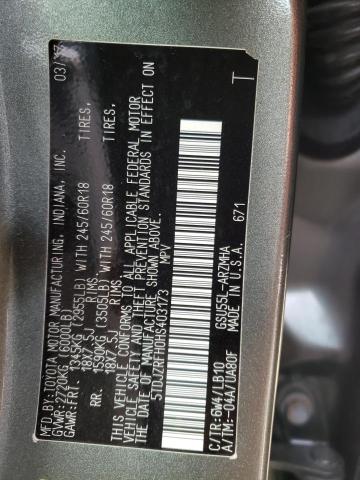 MFD.BY:TOYOTA MOTOR MANUFACTURING, INDIANA, INC. 03/17
GVWR:2720KG (6000LB)
GAWR:FRT. 1345KG (2955LB) WITH 245/60R18 TIRES,
18X7.5J RIMS
RR. 1590KG (3505LB) WITH 245/60R18 TIRES,
18X7.5J RIMS
THIS VEHICLE CONFORMS TO ALL APPLICABLE FEDERAL MOTOR
VEHICLE SAFETY AND THEFT PREVENTION STANDARDS IN EFFECT ON
THE DATE OF MANUFACTURE SHOWN ABOVE.
5TDJZRFH0HS403173 MPV
GSU55L-ARZMHA
C/TR:6W4/LB10
A/TM:-04A/UA80F MADE IN U.S.A. 671
T